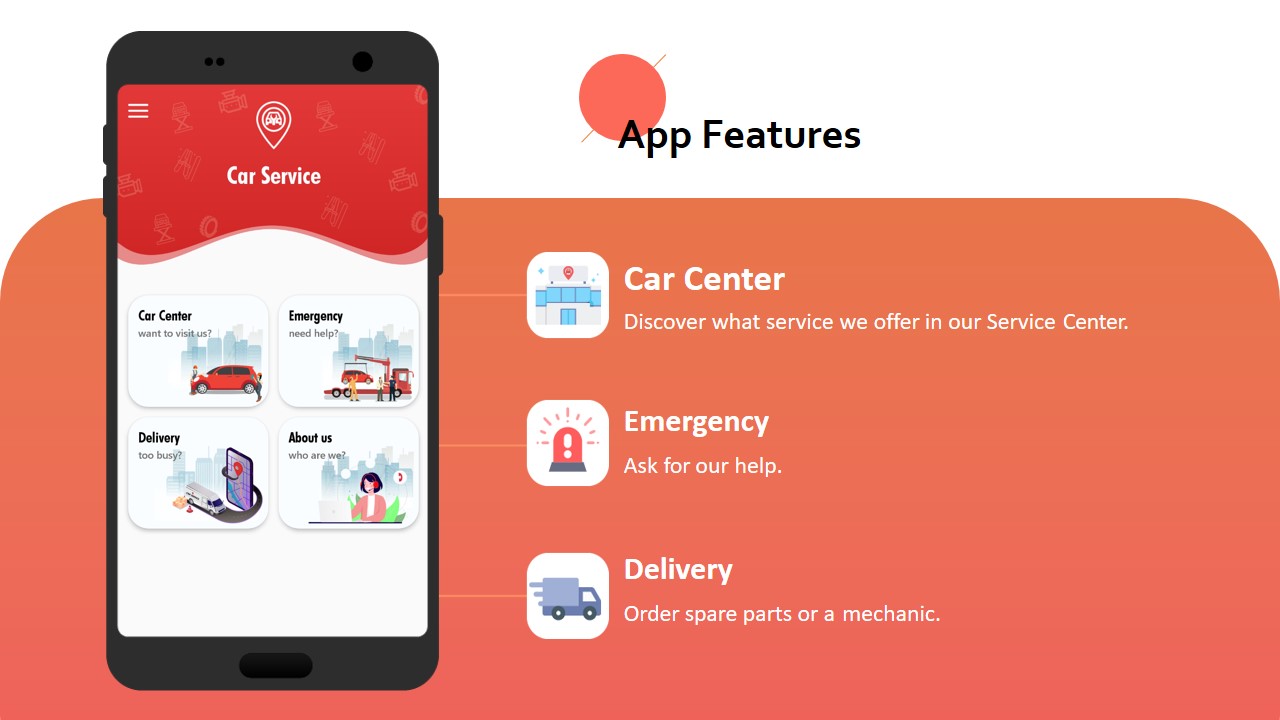 App Features
Car Service
Car Center
want to visit us?
Emergency
need help?
Delivery
too busy?
About us
who are we?
Car Center
Discover what service we offer in our Service Center.
Emergency
Ask for our help.
Delivery
Order spare parts or a mechanic.